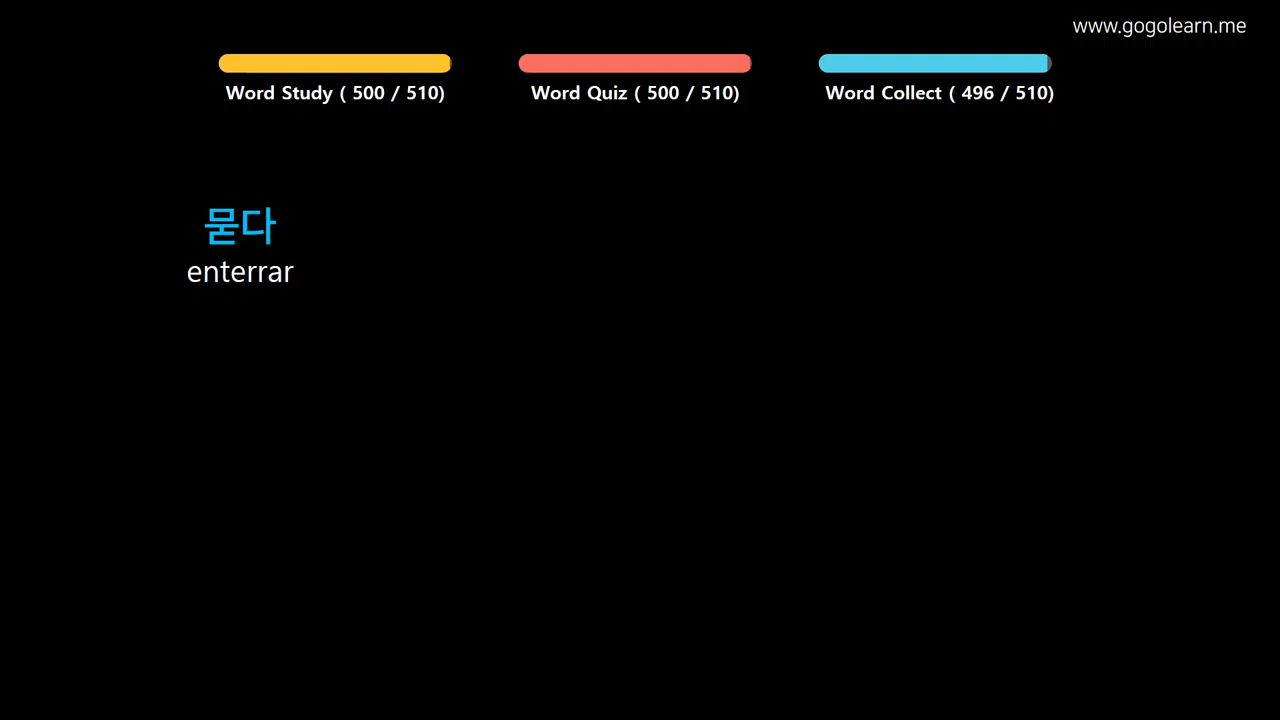 www.gogolearn.me
Word Study ( 500 / 510)
Word Quiz ( 500 / 510)
Word Collect ( 496 / 510)
묻다
enterrar